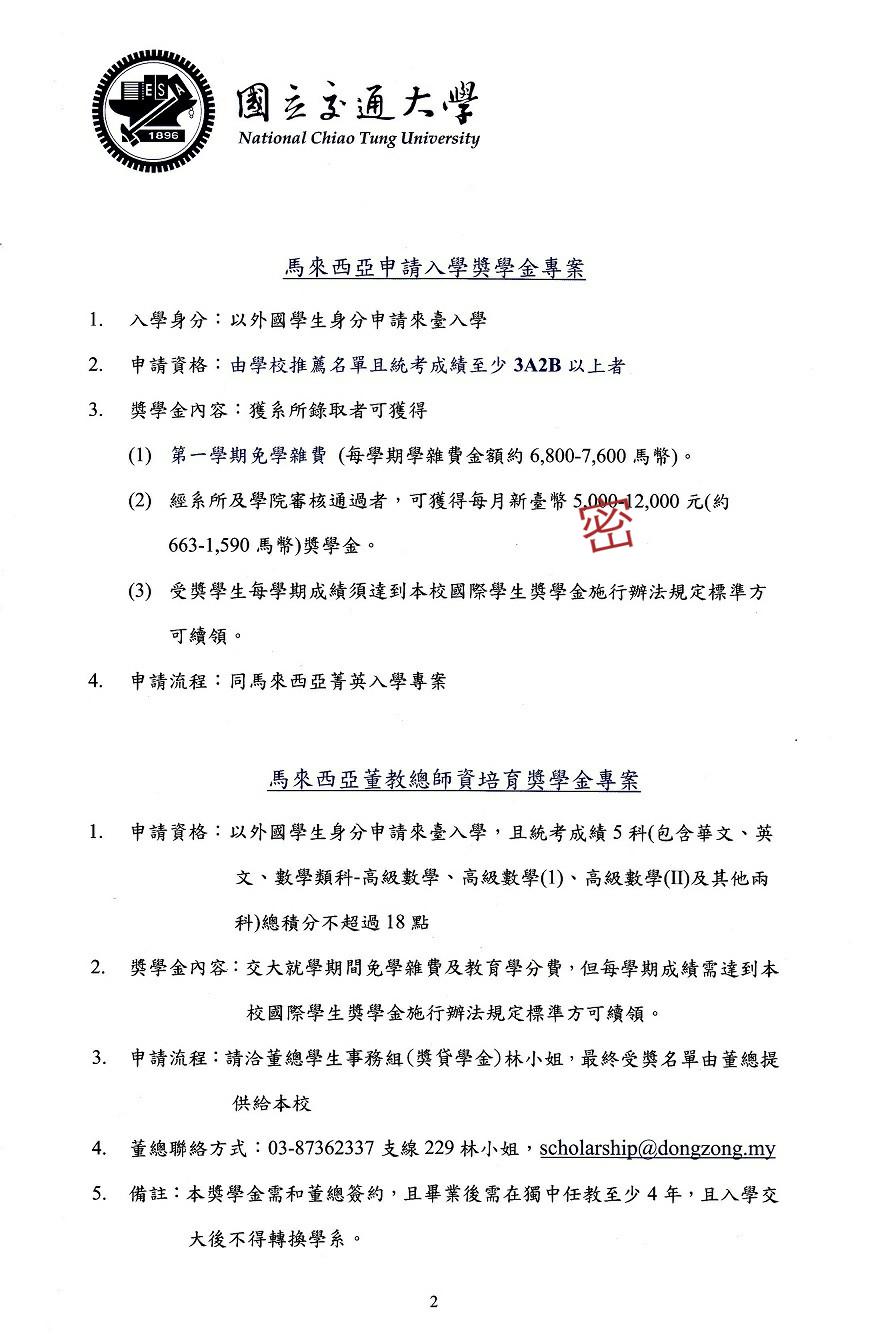 ESA
1896
國立交通大學
National Chiao Tung University
馬來西亞申請入學獎學金專案
1. 入學身分：以外國學生身分申請來臺入學
2. 申請資格：由學校推薦名單且統考成績至少 3A2B 以上者
3. 獎學金內容：獲系所錄取者可獲得
(1) 第一學期免學雜費 (每學期學雜費金額約 6,800-7,600 馬幣)。
(2) 經系所及學院審核通過者，可獲得每月新臺幣 5,000-12,000 元(約
密
663-1,590 馬幣)獎學金。
(3) 受獎學生每學期成績須達到本校國際學生獎學金施行辦法規定標準方
可續領。
4. 申請流程：同馬來西亞菁英入學專案
馬來西亞董教總師資培育獎學金專案
1. 申請資格：以外國學生身分申請來臺入學，且統考成績 5 科(包含華文、英
文、數學類科-高級數學、高級數學(1)、高級數學(II)及其他兩
科)總積分不超過 18 點
2. 獎學金內容：交大就學期間免學雜費及教育學分費，但每學期成績需達到本
校國際學生獎學金施行辦法規定標準方可續領。
3. 申請流程：請洽董總學生事務組(獎貸學金)林小姐，最終受獎名單由董總提
供給本校
4. 董總聯絡方式：03-87362337 支線 229 林小姐，scholarship@dongzong.my
5. 備註：本獎學金需和董總簽約，且畢業後需在獨中任教至少 4 年，且入學交
大後不得轉換學系。
2